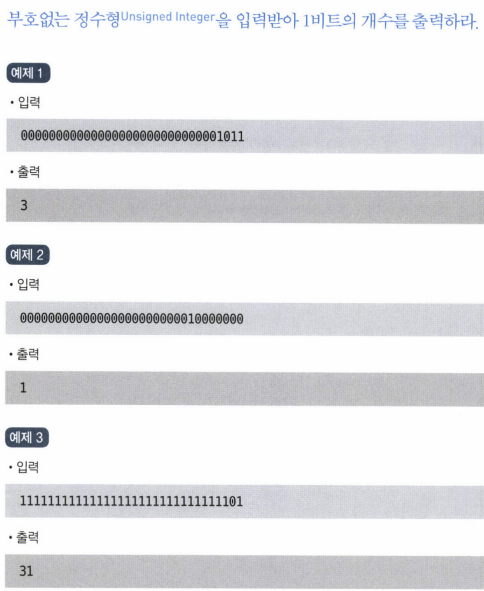 부호없는 정수형Unsigned Integer을 입력받아 1비트의 개수를 출력하라.
예제 1
• 입력
00000000000000000000000000001011
• 출력
3
예제 2
• 입력
00000000000000000000000010000000
• 출력
1
예제 3
• 입력
11111111111111111111111111111101
• 출력
31